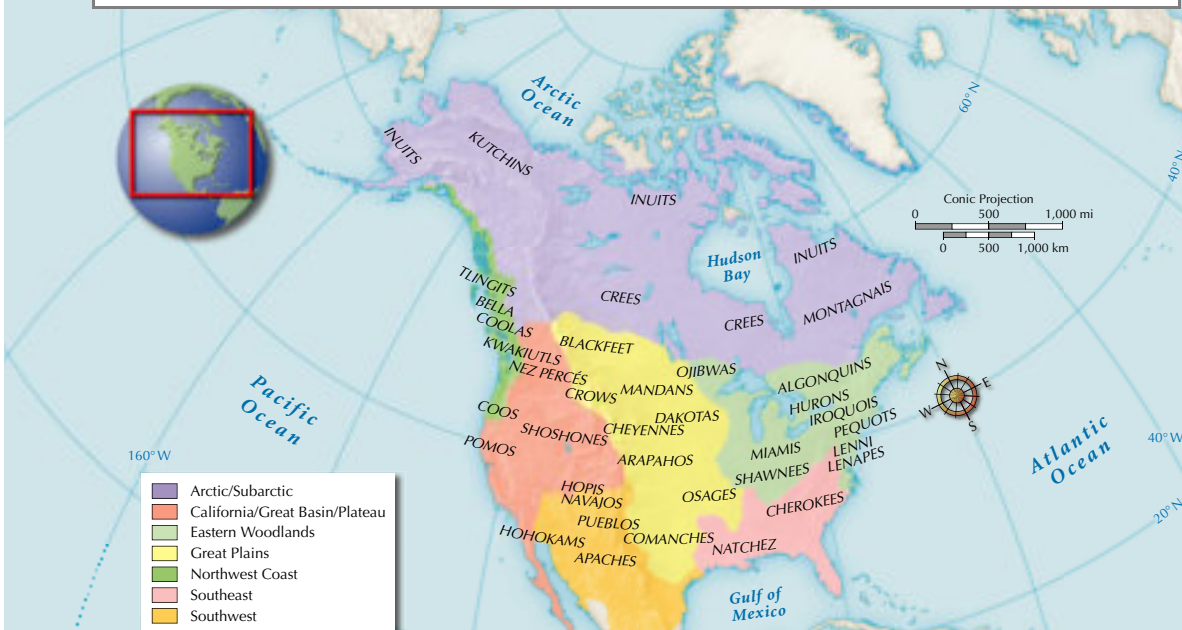 Arctic
Ocean
60°N
40°N
INUITS
KUTCHINS
INUITS
Conic Projection
0 500 1,000 mi
0 500 1,000 km
Hudson
Bay
INUITS
TLINGITS
CREES
MONTAGNAIS
BELLA
COOLAS
CREES
KWAKIUTLS
BLACKFEET
NEZ PERCÉS
OJIBWAS
ALGONQUINS
N
E
W
S
Pacific
Ocean
CROWS
MANDANS
HURONS
IROQUOIS
COOS
DAKOTAS
PEQUOTS
SHOSHONES
CHEYENNES
POMOS
MIAMIS
LENNI
LENAPES
Atlantic
Ocean
40°W
160°W
ARAPAHOS
SHAWNEES
HOPIS
NAVAJOS
OSAGES
CHEROKEES
20°N
PUEBLOS
HOHOKAMS
COMANCHES
NATCHEZ
APACHES
Gulf of
Mexico
Arctic/Subarctic
California/Great Basin/Plateau
Eastern Woodlands
Great Plains
Northwest Coast
Southeast
Southwest